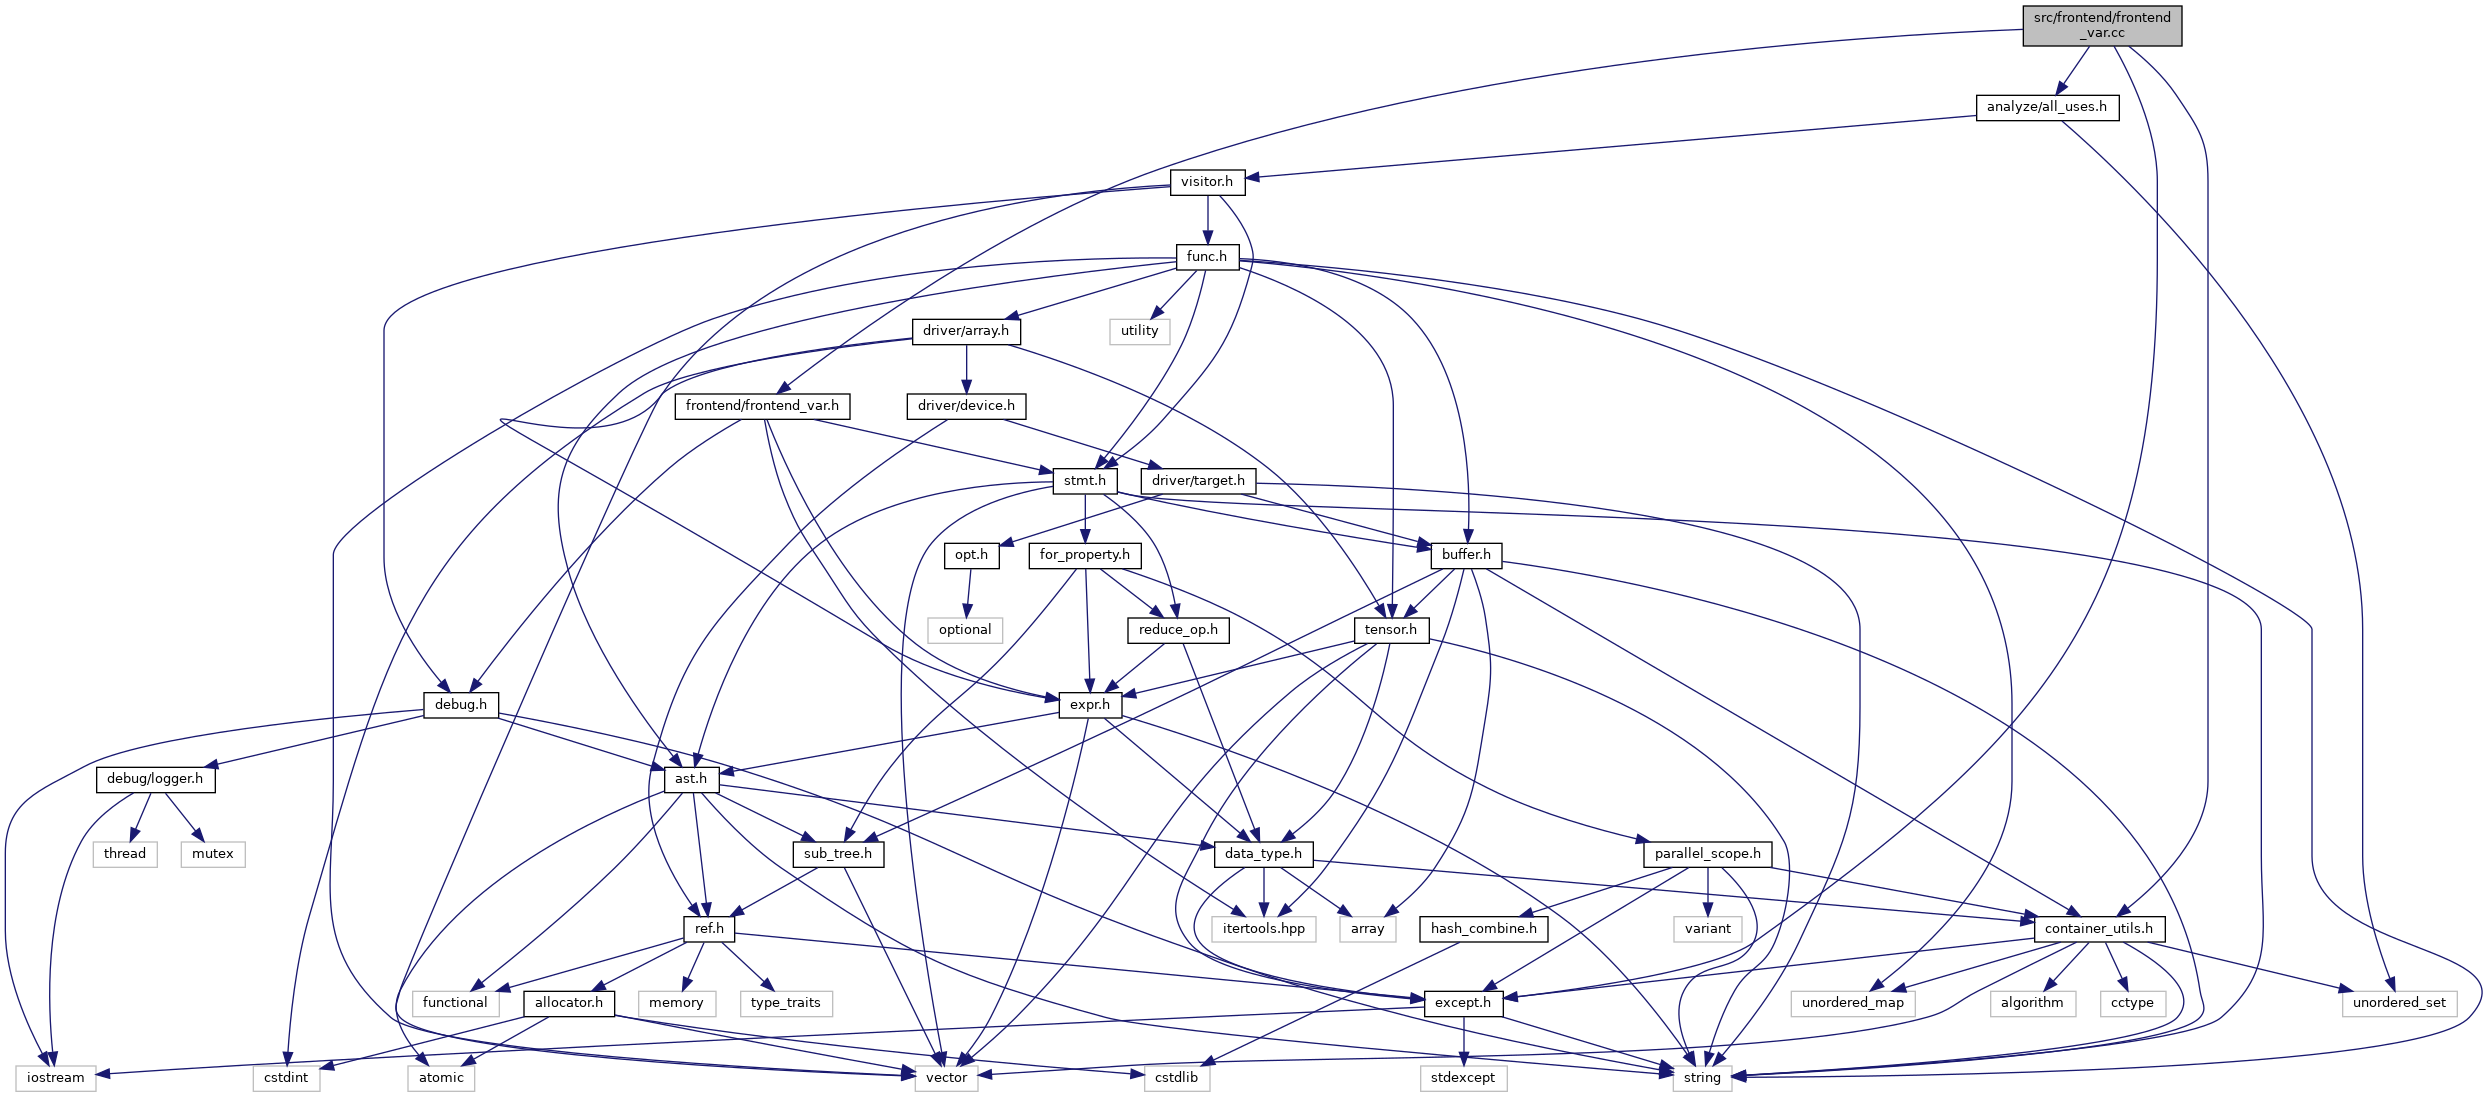 src/frontend/frontend
_var.cc
analyze/all_uses.h
visitor.h
func.h
driver/array.h
utility
frontend/frontend_var.h
driver/device.h
stmt.h
driver/target.h
opt.h
for_property.h
buffer.h
optional
reduce_op.h
tensor.h
debug.h
expr.h
debug/logger.h
ast.h
thread
mutex
sub_tree.h
data_type.h
parallel_scope.h
ref.h
itertools.hpp
array
hash_combine.h
variant
container_utils.h
functional
allocator.h
memory
type_traits
except.h
unordered_map
algorithm
cctype
unordered_set
iostream
cstdint
atomic
vector
cstdlib
stdexcept
string